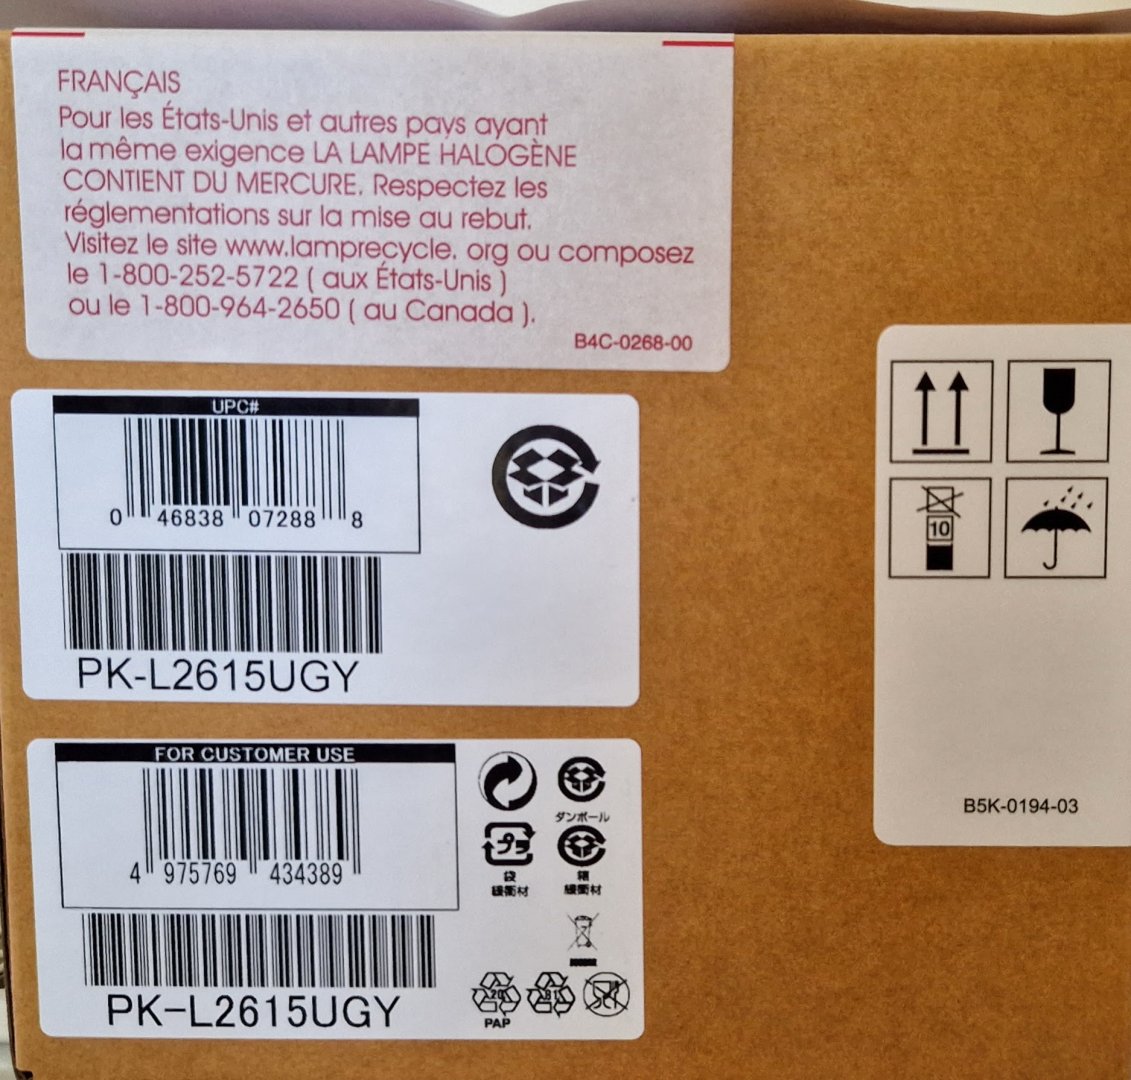 FRANÇAIS
Pour les États-Unis et autres pays ayant
la même exigence LA LAMPE HALOGÈNE
CONTIENT DU MERCURE. Respectez les
réglementations sur la mise au rebut.
Visitez le site www.lamprecycle. org ou composez
le 1-800-252-5722 ( aux États-Unis )
ou le 1-800-964-2650 ( au Canada ).
B4C-0268-00
UPC#
0 46838 07288 8
PK-L2615UGY
FOR CUSTOMER USE
4 975769 434389
PK-L2615UGY
ダンボール
プラ
袋
緩衝材
箱
緩衝材
20
PAP
81
10
B5K-0194-03